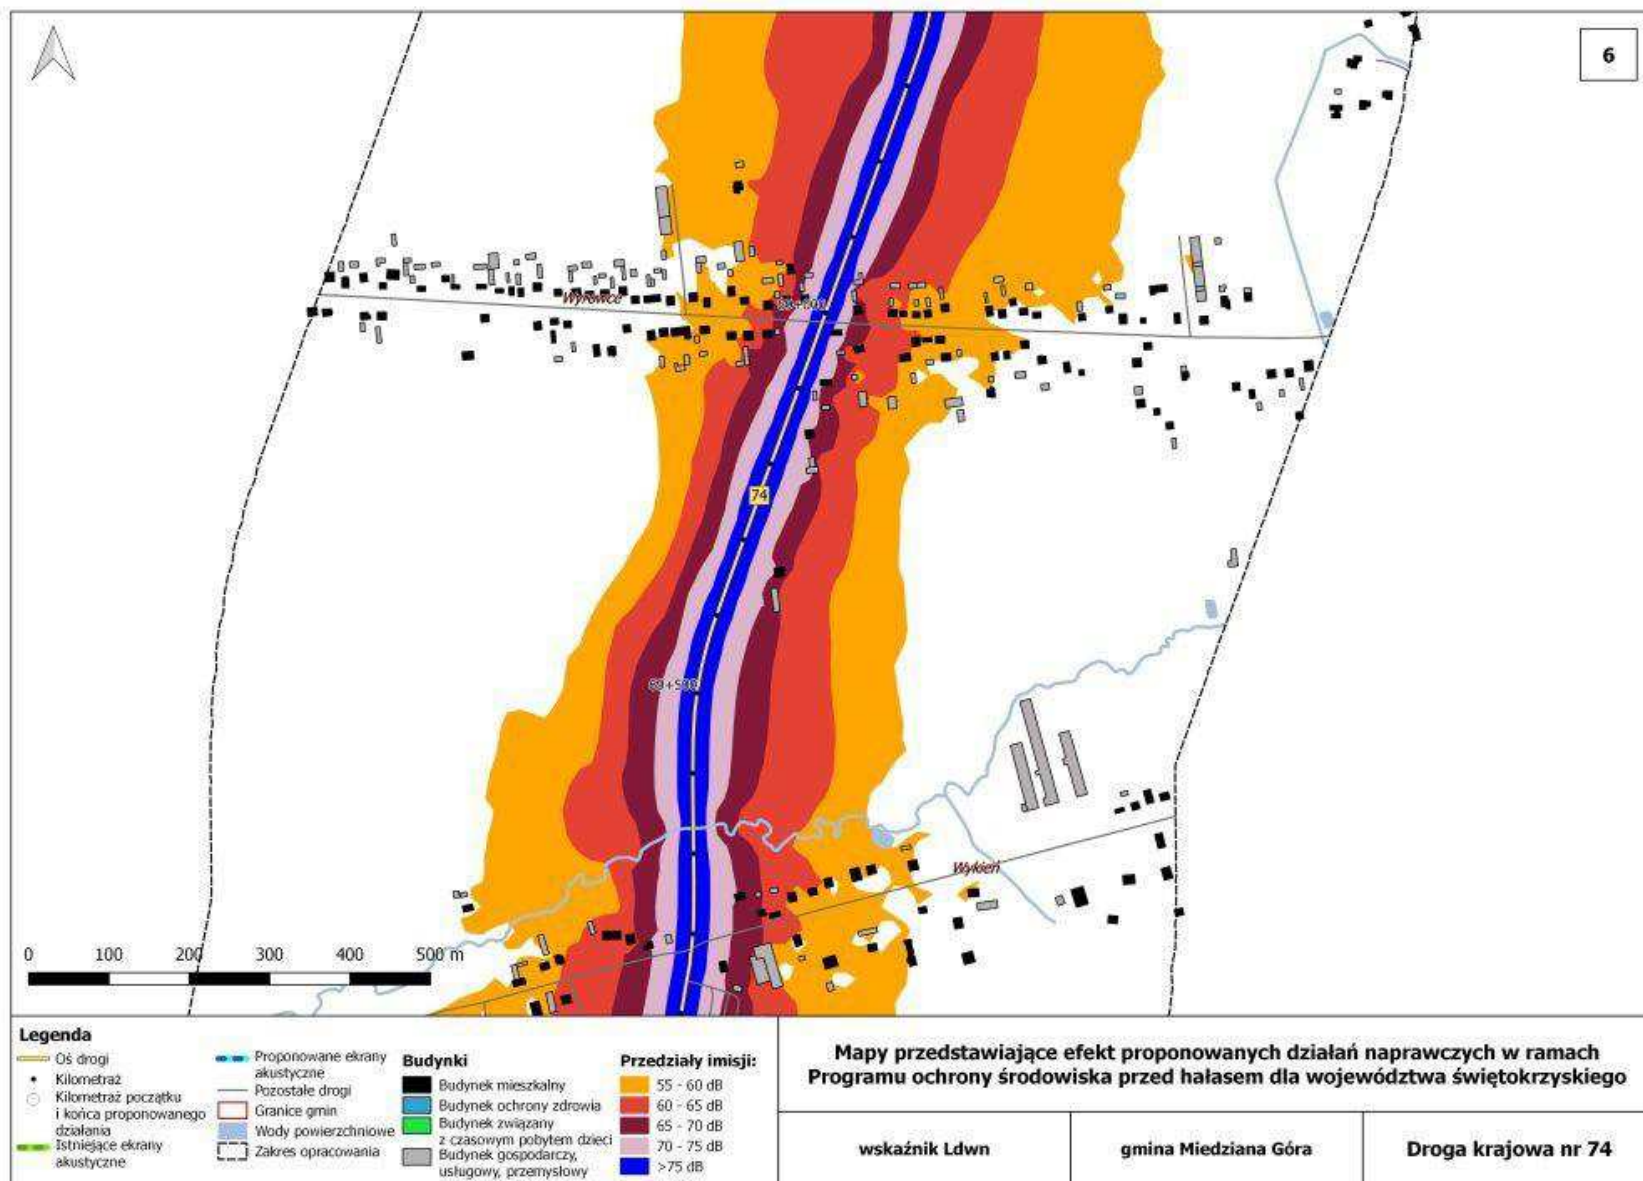 6
Wyrowice
74
Wykień
0 100 200 300 400 500 m
Legenda
Oś drogi
Kilometraż
Kilometraż początku
i końca proponowanego
działania
Istniejące ekrany
akustyczne
Proponowane ekrany
akustyczne
Pozostałe drogi
Granice gmin
Wody powierzchniowe
Zakres opracowania
Budynki
Budynek mieszkalny
Budynek ochrony zdrowia
Budynek związany
z czasowym pobytem dzieci
Budynek gospodarczy,
usługowy, przemysłowy
Przedziały imisji:
55 - 60 dB
60 - 65 dB
65 - 70 dB
70 - 75 dB
>75 dB
Mapy przedstawiające efekt proponowanych działań naprawczych w ramach
Programu ochrony środowiska przed hałasem dla województwa świętokrzyskiego
wskaźnik Ldwn
gmina Miedziana Góra
Droga krajowa nr 74